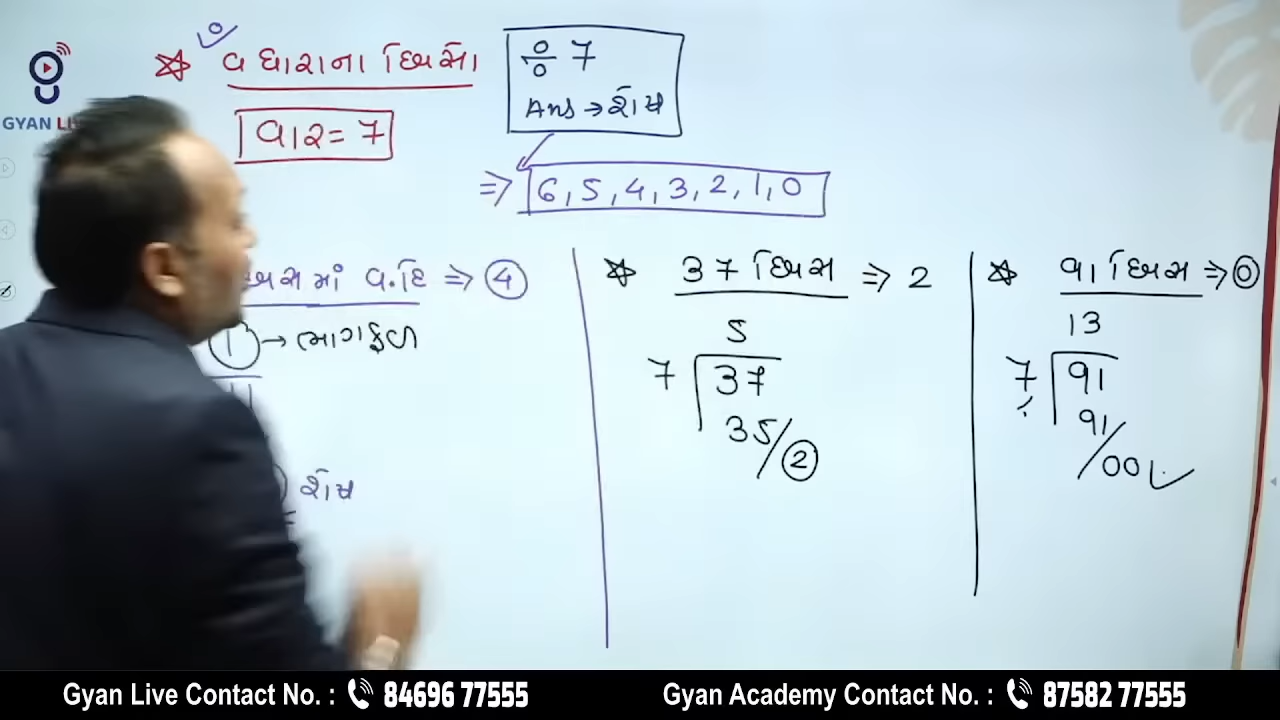 GYAN LI
વધારાના દિવસો
વાર = 7
÷ 7
Ans → શેષ
⇒ 6, 5, 4, 3, 2, 1, 0
માં વ.દિ ⇒ 4
→ ભાગફળ
શેષ
37 દિવસ ⇒ 2
5
7 37
35
2
91 દિવસ ⇒ 0
13
7 91
91
00
Gyan Live Contact No. : 84696 77555
Gyan Academy Contact No. : 87582 77555